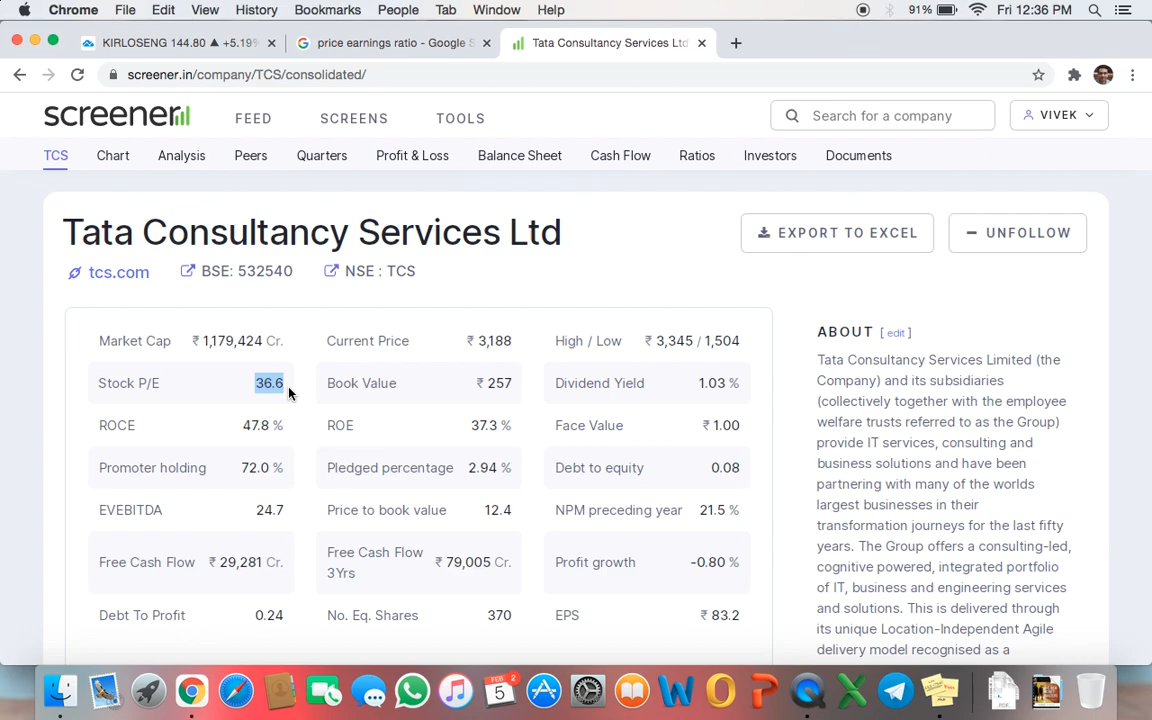 Chrome File Edit View History Bookmarks People Tab Window Help 91% Fri 12:36 PM
KIRLOSENG 144.80 ▲ +5.19% price earnings ratio - Google S Tata Consultancy Services Ltd
screener.in/company/TCS/consolidated/
screener FEED SCREENS TOOLS Search for a company VIVEK
TCS Chart Analysis Peers Quarters Profit & Loss Balance Sheet Cash Flow Ratios Investors Documents
Tata Consultancy Services Ltd EXPORT TO EXCEL UNFOLLOW
tcs.com BSE: 532540 NSE : TCS
Market Cap ₹ 1,179,424 Cr. Current Price ₹ 3,188 High / Low ₹ 3,345 / 1,504
Stock P/E 36.6 Book Value ₹ 257 Dividend Yield 1.03 %
ROCE 47.8 % ROE 37.3 % Face Value ₹ 1.00
Promoter holding 72.0 % Pledged percentage 2.94 % Debt to equity 0.08
EVEBITDA 24.7 Price to book value 12.4 NPM preceding year 21.5 %
Free Cash Flow ₹ 29,281 Cr. Free Cash Flow 3Yrs ₹ 79,005 Cr. Profit growth -0.80 %
Debt To Profit 0.24 No. Eq. Shares 370 EPS ₹ 83.2
ABOUT [ edit ]
Tata Consultancy Services Limited (the
Company) and its subsidiaries
(collectively together with the employee
welfare trusts referred to as the Group)
provide IT services, consulting and
business solutions and have been
partnering with many of the worlds
largest businesses in their
transformation journeys for the last fifty
years. The Group offers a consulting-led,
cognitive powered, integrated portfolio
of IT, business and engineering services
and solutions. This is delivered through
its unique Location-Independent Agile
delivery model recognised as a
FEB 2
5